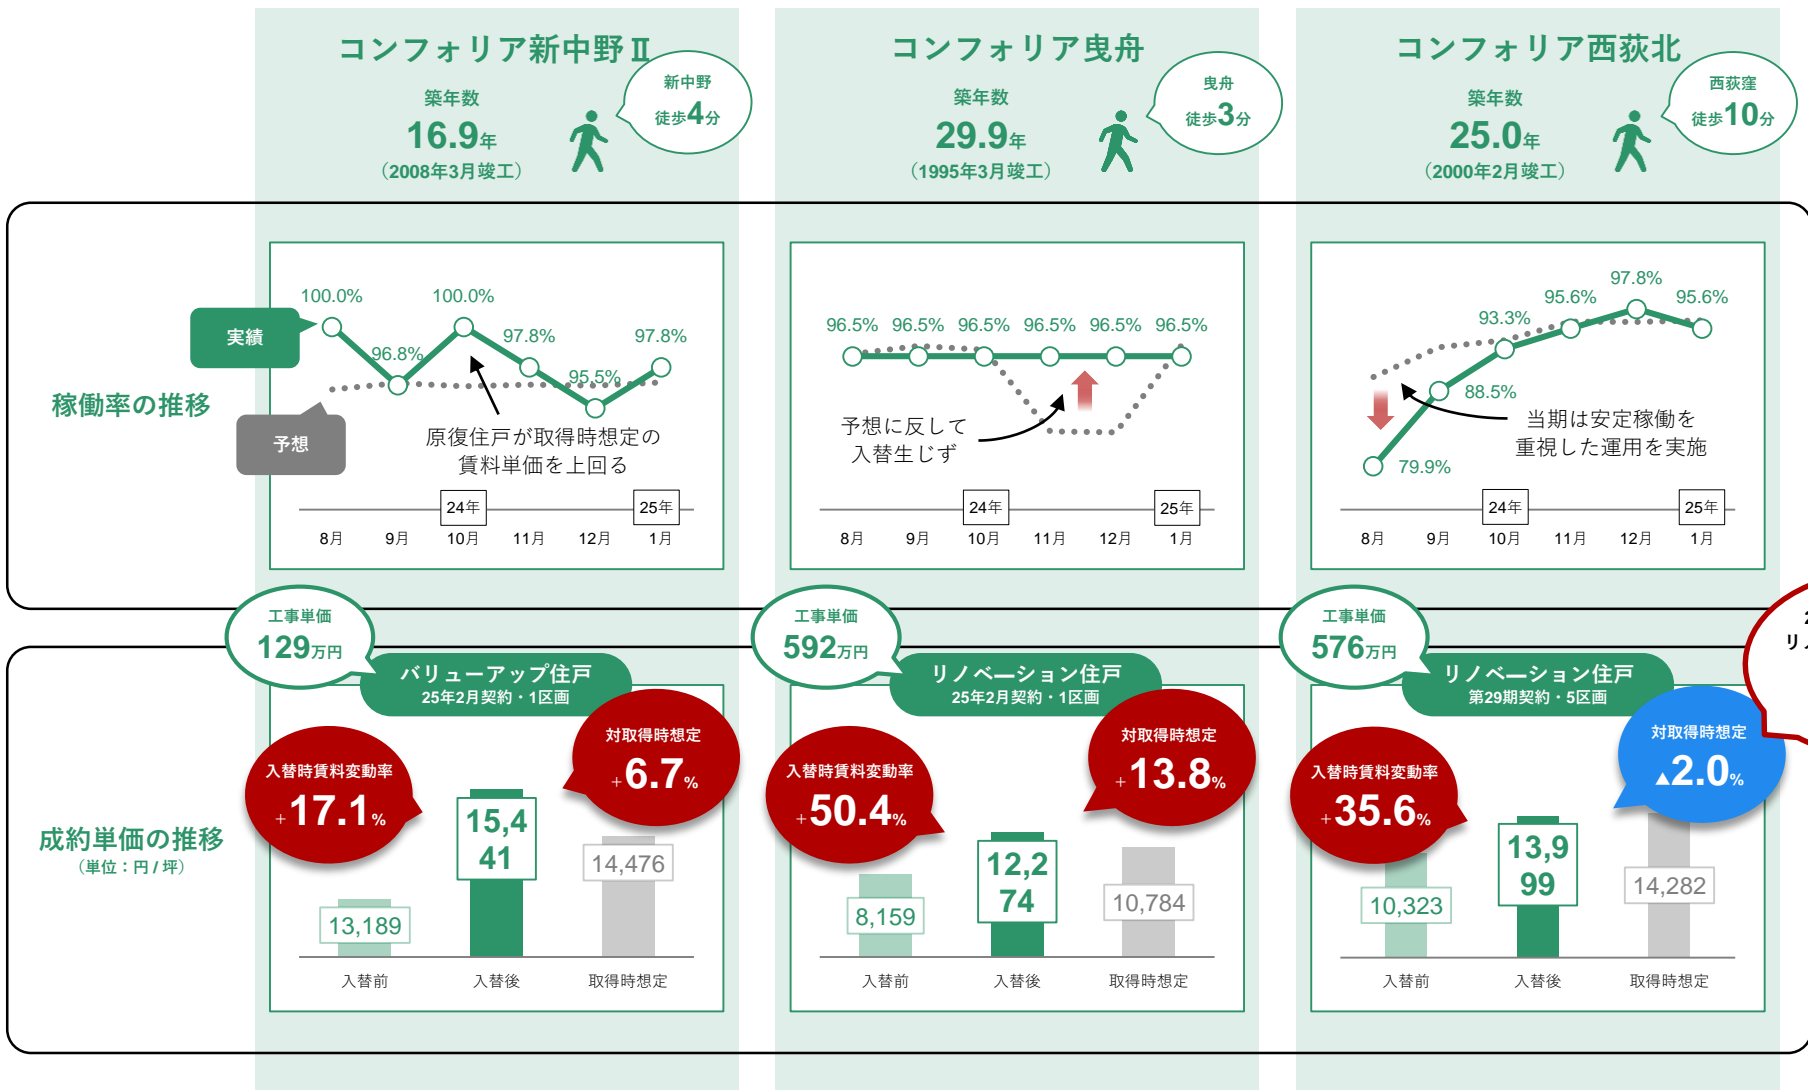 コンフォリア新中野Ⅱ
築年数
16.9年
（2008年3月竣工）
新中野
徒歩4分
コンフォリア曳舟
築年数
29.9年
（1995年3月竣工）
曳舟
徒歩3分
コンフォリア西荻北
築年数
25.0年
（2000年2月竣工）
西荻窪
徒歩10分
稼働率の推移
実績
予想
100.0%
96.8%
100.0%
97.8%
95.5%
97.8%
原復住戸が取得時想定の
賃料単価を上回る
24年
25年
8月 9月 10月 11月 12月 1月
96.5% 96.5% 96.5% 96.5% 96.5% 96.5%
予想に反して
入替生じず
24年
25年
8月 9月 10月 11月 12月 1月
79.9%
88.5%
93.3%
95.6%
97.8%
95.6%
当期は安定稼働を
重視した運用を実施
24年
25年
8月 9月 10月 11月 12月 1月
成約単価の推移
（単位：円 / 坪）
工事単価
129万円
バリューアップ住戸
25年2月契約・1区画
入替時賃料変動率
+17.1%
対取得時想定
+6.7%
13,189
15,4
41
14,476
入替前 入替後 取得時想定
工事単価
592万円
リノベーション住戸
25年2月契約・1区画
入替時賃料変動率
+50.4%
対取得時想定
+13.8%
8,159
12,2
74
10,784
入替前 入替後 取得時想定
工事単価
576万円
リノベーション住戸
第29期契約・5区画
入替時賃料変動率
+35.6%
対取得時想定
▲2.0%
10,323
13,9
99
14,282
入替前 入替後 取得時想定